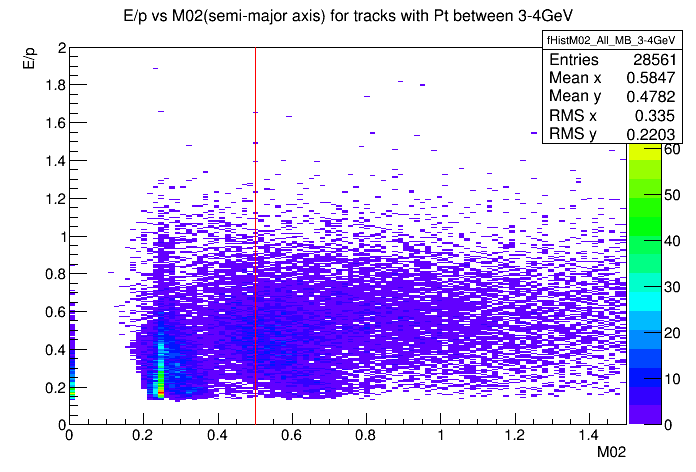 E/p vs M02(semi-major axis) for tracks with Pt between 3-4GeV
fHistM02_All_MB_3-4GeV
Entries 28561
Mean x 0.5847
Mean y 0.4782
RMS x 0.335
RMS y 0.2203
E/p
2
1.8
1.6
1.4
1.2
1
0.8
0.6
0.4
0.2
0
60
50
40
30
20
10
0
0 0.2 0.4 0.6 0.8 1 1.2 1.4
M02